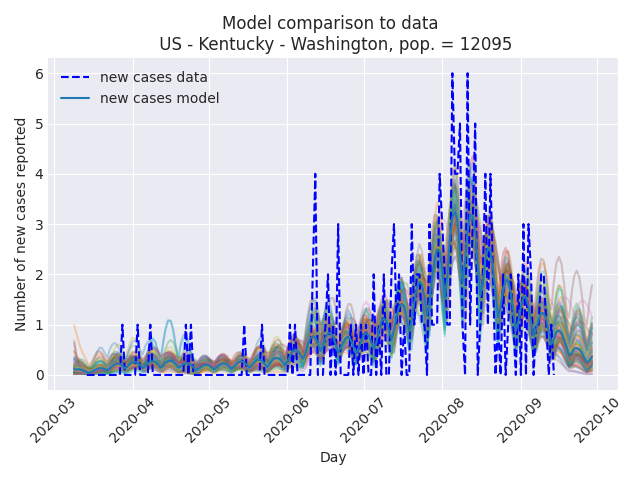 Model comparison to data
US - Kentucky - Washington, pop. = 12095
new cases data
new cases model
Number of new cases reported
6
5
4
3
2
1
0
2020-03
2020-04
2020-05
2020-06
2020-07
2020-08
2020-09
2020-10
Day